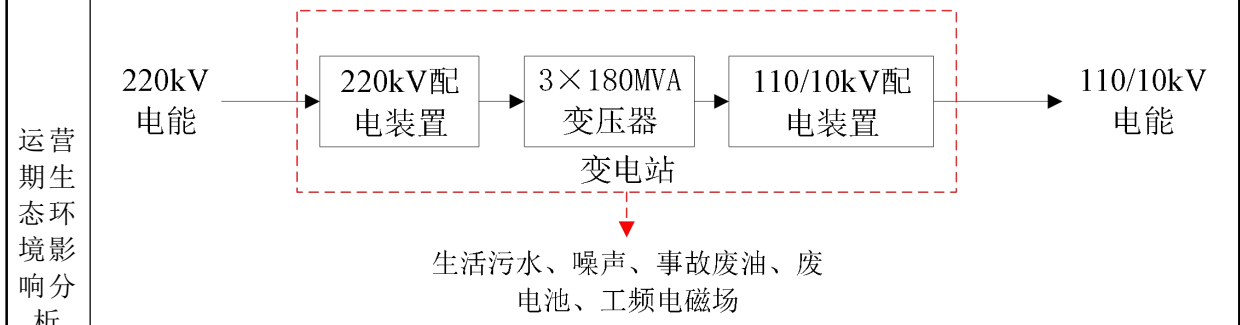 220kV
电能
220kV配
电装置
3×180MVA
变压器
110/10kV配
电装置
110/10kV
电能
变电站
生活污水、噪声、事故废油、废
电池、工频电磁场
运营
期生
态环
境影
响分
析